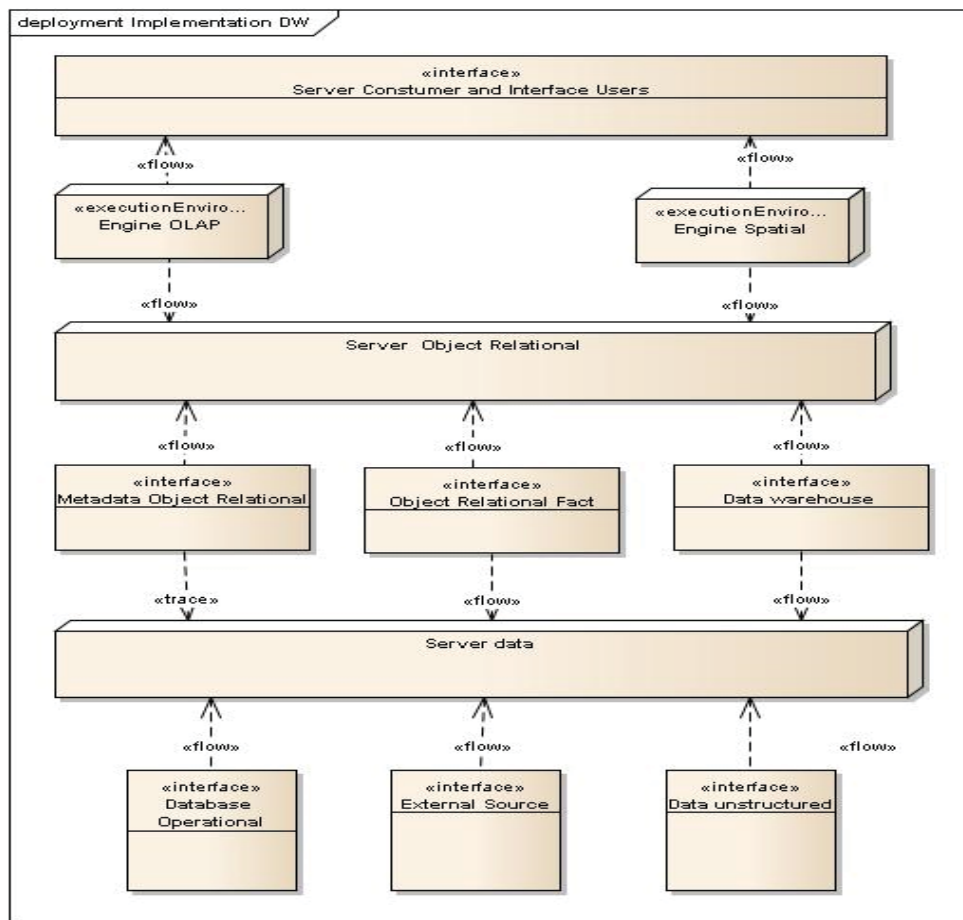 deployment Implementation DW
«interface»
Server Constumer and Interface Users
«flow»
«flow»
«executionEnviro...
Engine OLAP
«executionEnviro...
Engine Spatial
«flow»
«flow»
Server Object Relational
«flow»
«flow»
«flow»
«interface»
Metadata Object Relational
«interface»
Object Relational Fact
«interface»
Data warehouse
«trace»
«flow»
«flow»
Server data
«flow»
«flow»
«flow»
«interface»
Database
Operational
«interface»
External Source
«interface»
Data unstructured